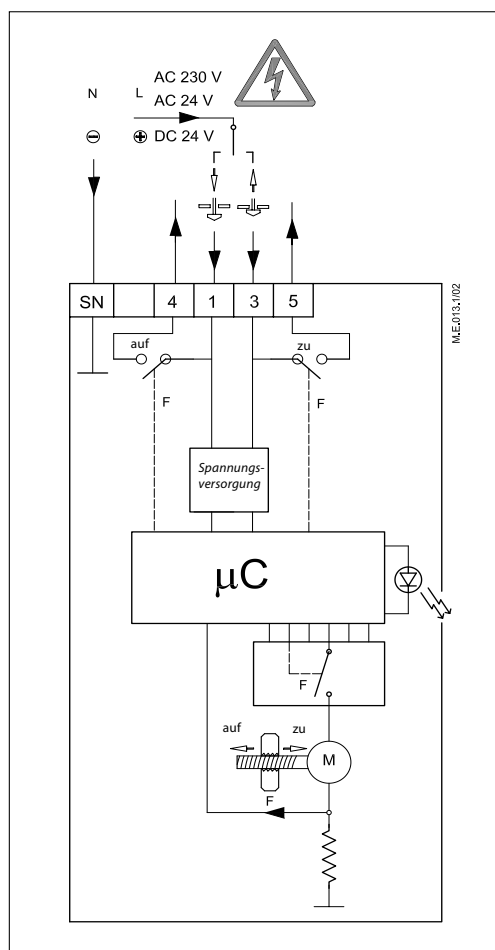 AC 230 V
N L AC 24 V
⊖ ⊕ DC 24 V
M.E.013.1/02
SN 4 1 3 5
auf zu
F F
Spannungs-
versorgung
µC
F
auf zu
M
F